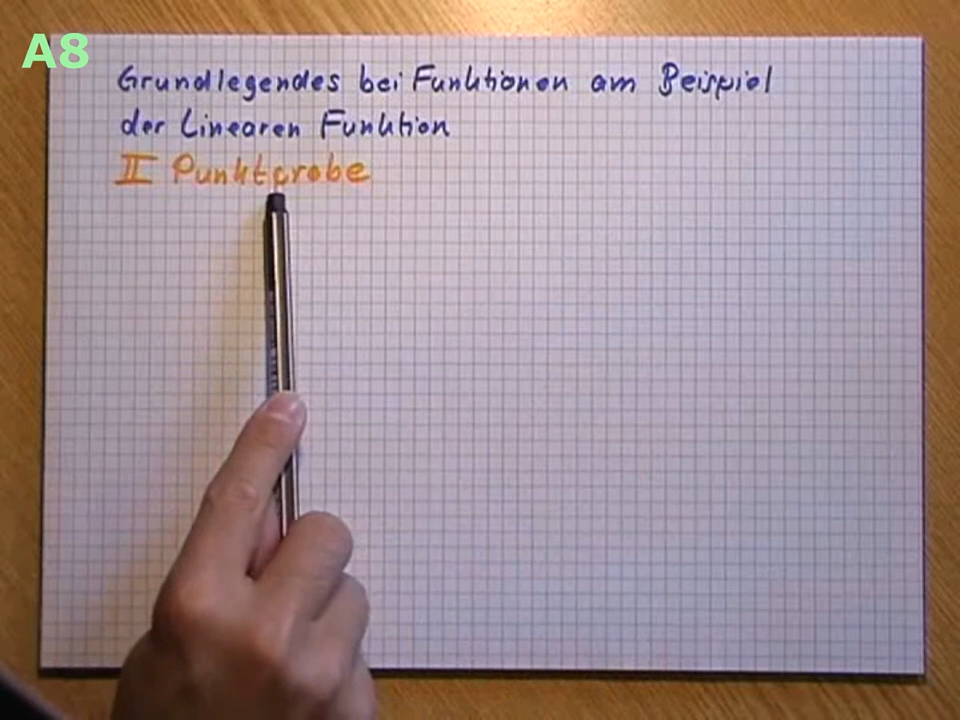 A8
Grundlegendes bei Funktionen am Beispiel
der Linearen Funktion
II Punktprobe